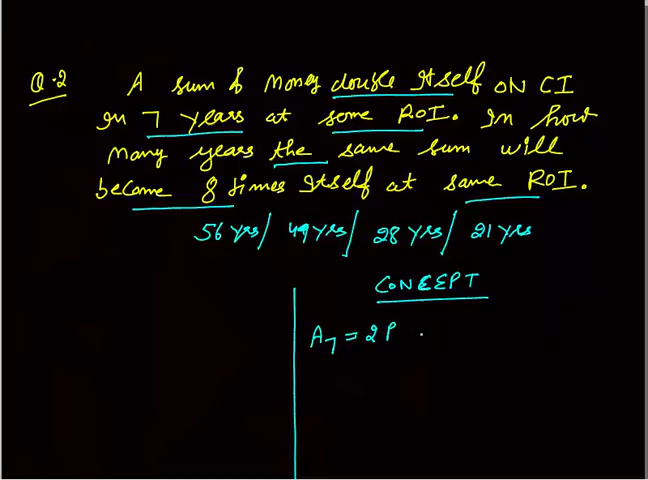 Q.2 A sum of money double itself ON CI
in 7 years at some ROI. In how
many years the same sum will
become 8 times itself at same ROI.
56 yrs/ 49 yrs/ 28 yrs/ 21 yrs
CONCEPT
A7 = 2P